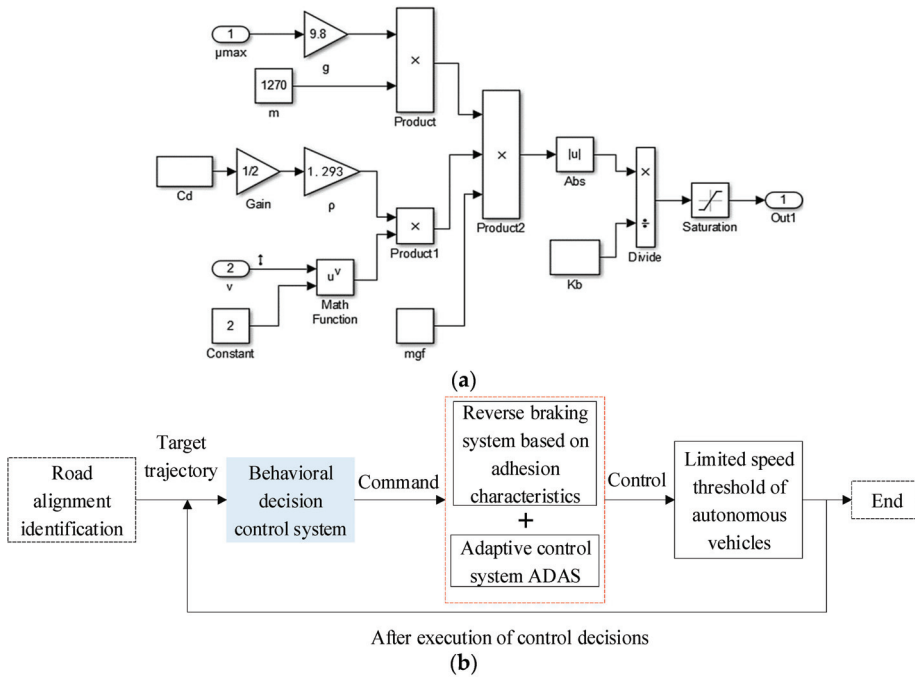 1
μmax
9.8
g
1270
m
×
Product
Cd
1/2
Gain
1.293
ρ
×
Product1
2
v
u^v
Math
Function
2
Constant
mgf
×
Product2
|u|
Abs
Kb
×
÷
Divide
Saturation
1
Out1
(a)
Road
alignment
identification
Target
trajectory
Behavioral
decision
control system
Command
Reverse braking
system based on
adhesion
characteristics
+
Adaptive control
system ADAS
Control
Limited speed
threshold of
autonomous
vehicles
End
After execution of control decisions
(b)